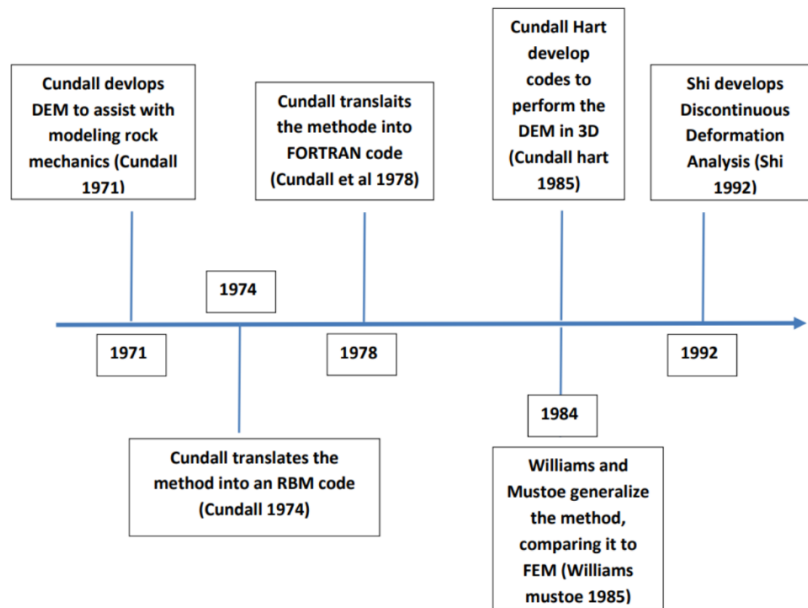 Cundall devlops
DEM to assist with
modeling rock
mechanics (Cundall
1971)
Cundall translaits
the methode into
FORTRAN code
(Cundall et al 1978)
Cundall Hart
develop
codes to
perform the
DEM in 3D
(Cundall hart
1985)
Shi develops
Discontinuous
Deformation
Analysis (Shi
1992)
1974
1971
1978
1992
1984
Cundall translates the
method into an RBM code
(Cundall 1974)
Williams and
Mustoe generalize
the method,
comparing it to
FEM (Williams
mustoe 1985)